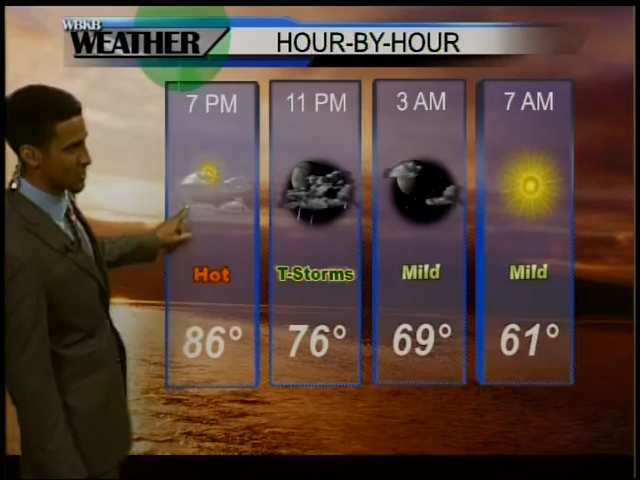 WBKB
WEATHER
HOUR-BY-HOUR
7 PM
11 PM
3 AM
7 AM
Hot
T-Storms
Mild
Mild
86°
76°
69°
61°